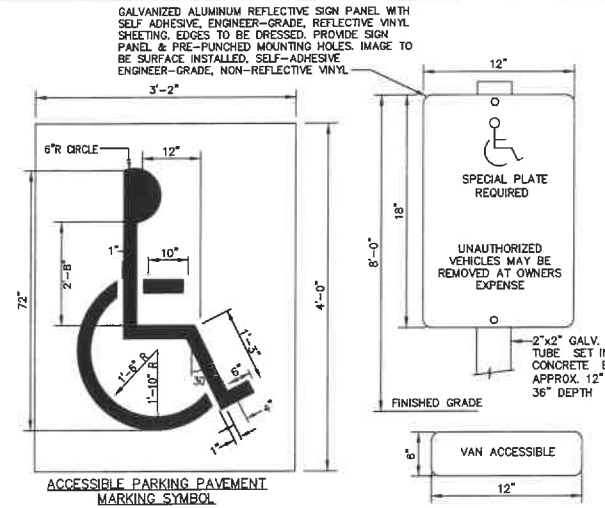 GALVANIZED ALUMINUM REFLECTIVE SIGN PANEL WITH
SELF ADHESIVE, ENGINEER-GRADE, REFLECTIVE VINYL
SHEETING. EDGES TO BE DRESSED. PROVIDE SIGN
PANEL & PRE-PUNCHED MOUNTING HOLES. IMAGE TO
BE SURFACE INSTALLED, SELF-ADHESIVE
ENGINEER-GRADE, NON-REFLECTIVE VINYL
3'-2"
6"R CIRCLE
12"
72"
2'-8"
1"
10"
4'-0"
1'-3"
1'-6" R
1'-10" R
30
6"
4"
1"
ACCESSIBLE PARKING PAVEMENT
MARKING SYMBOL
12"
8'-0"
18"
SPECIAL PLATE
REQUIRED
UNAUTHORIZED
VEHICLES MAY BE
REMOVED AT OWNERS
EXPENSE
2"x2" GALV.
TUBE SET IN
CONCRETE
APPROX. 12"
36" DEPTH
FINISHED GRADE
6"
VAN ACCESSIBLE
12"